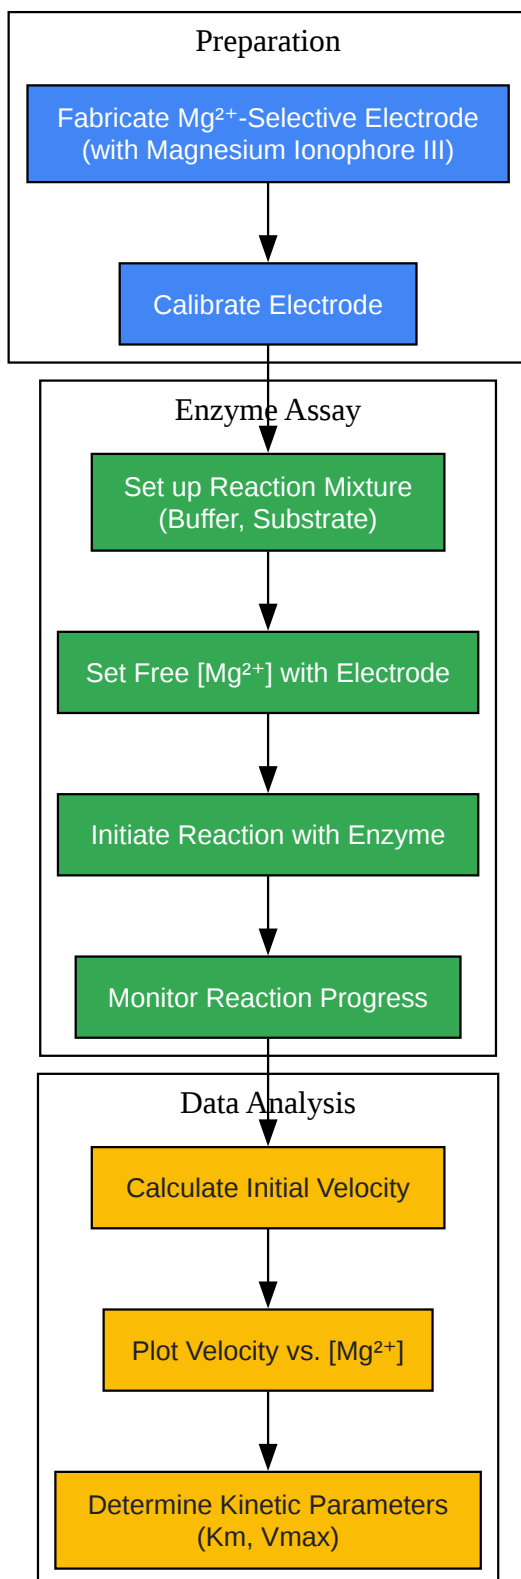 Preparation
Fabricate Mg²⁺-Selective Electrode
(with Magnesium Ionophore III)
Calibrate Electrode
Enzyme Assay
Set up Reaction Mixture
(Buffer, Substrate)
Set Free [Mg²⁺] with Electrode
Initiate Reaction with Enzyme
Monitor Reaction Progress
Data Analysis
Calculate Initial Velocity
Plot Velocity vs. [Mg²⁺]
Determine Kinetic Parameters
(Km, Vmax)